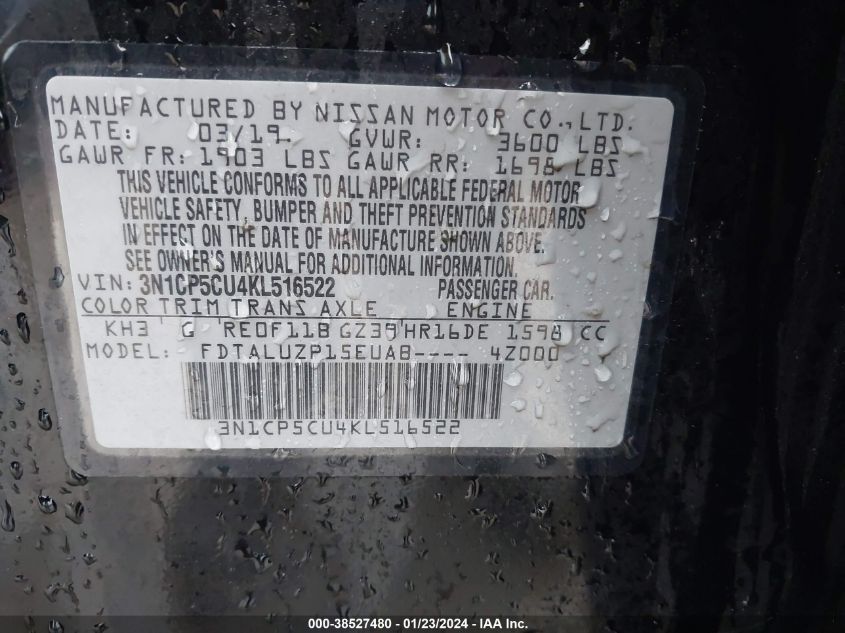 MANUFACTURED BY NISSAN MOTOR CO.,LTD.
DATE: 03/19 GVWR: 3600 LBS
GAWR FR: 1903 LBS GAWR RR: 1698 LBS
THIS VEHICLE CONFORMS TO ALL APPLICABLE FEDERAL MOTOR
VEHICLE SAFETY, BUMPER AND THEFT PREVENTION STANDARDS
IN EFFECT ON THE DATE OF MANUFACTURE SHOWN ABOVE.
SEE OWNER'S MANUAL FOR ADDITIONAL INFORMATION.
VIN: 3N1CP5CU4KL516522 PASSENGER CAR.
COLOR TRIM TRANS AXLE ENGINE
KH3 G RE0F11B GZ39 HR16DE 1598 CC
MODEL: FDTALUZP15EUAB---- 4Z000
3N1CP5CU4KL516522
000-38527480 - 01/23/2024 - IAA Inc.